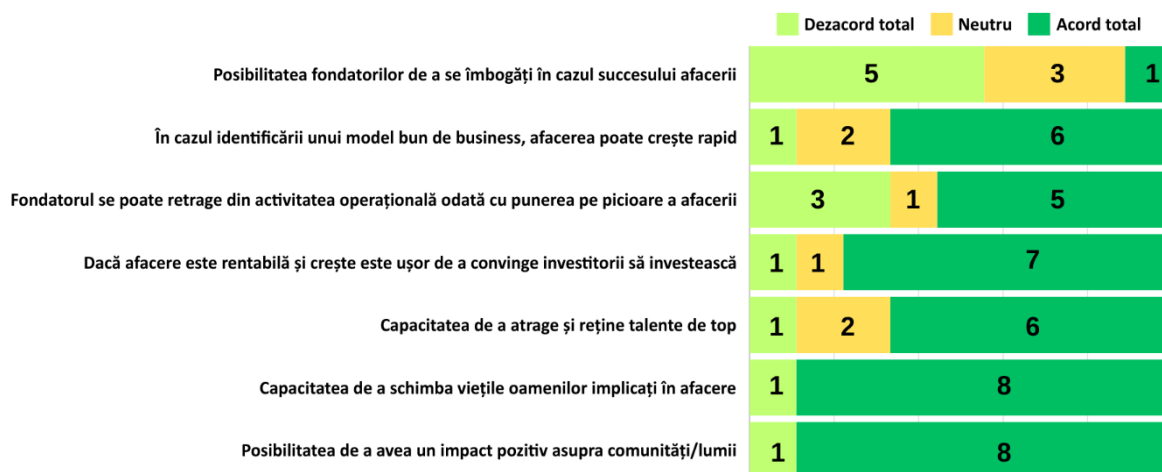 Dezacord total Neutru Acord total
Posibilitatea fondatorilor de a se îmbogăți în cazul succesului afacerii 5 3 1
În cazul identificării unui model bun de business, afacerea poate crește rapid 1 2 6
Fondatorul se poate retrage din activitatea operațională odată cu punerea pe picioare a afacerii 3 1 5
Dacă afacere este rentabilă și crește este ușor de a convinge investitorii să investească 1 1 7
Capacitatea de a atrage și reține talente de top 1 2 6
Capacitatea de a schimba viețile oamenilor implicați în afacere 1 8
Posibilitatea de a avea un impact pozitiv asupra comunități/lumii 1 8